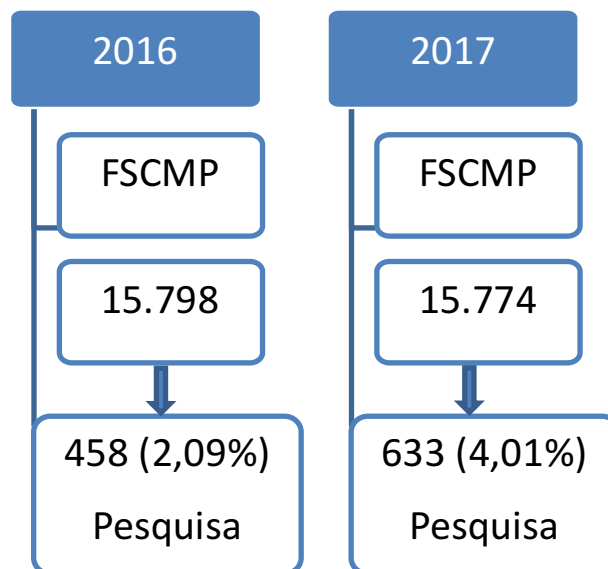 2016
FSCMP
15.798
458 (2,09%)
Pesquisa
2017
FSCMP
15.774
633 (4,01%)
Pesquisa